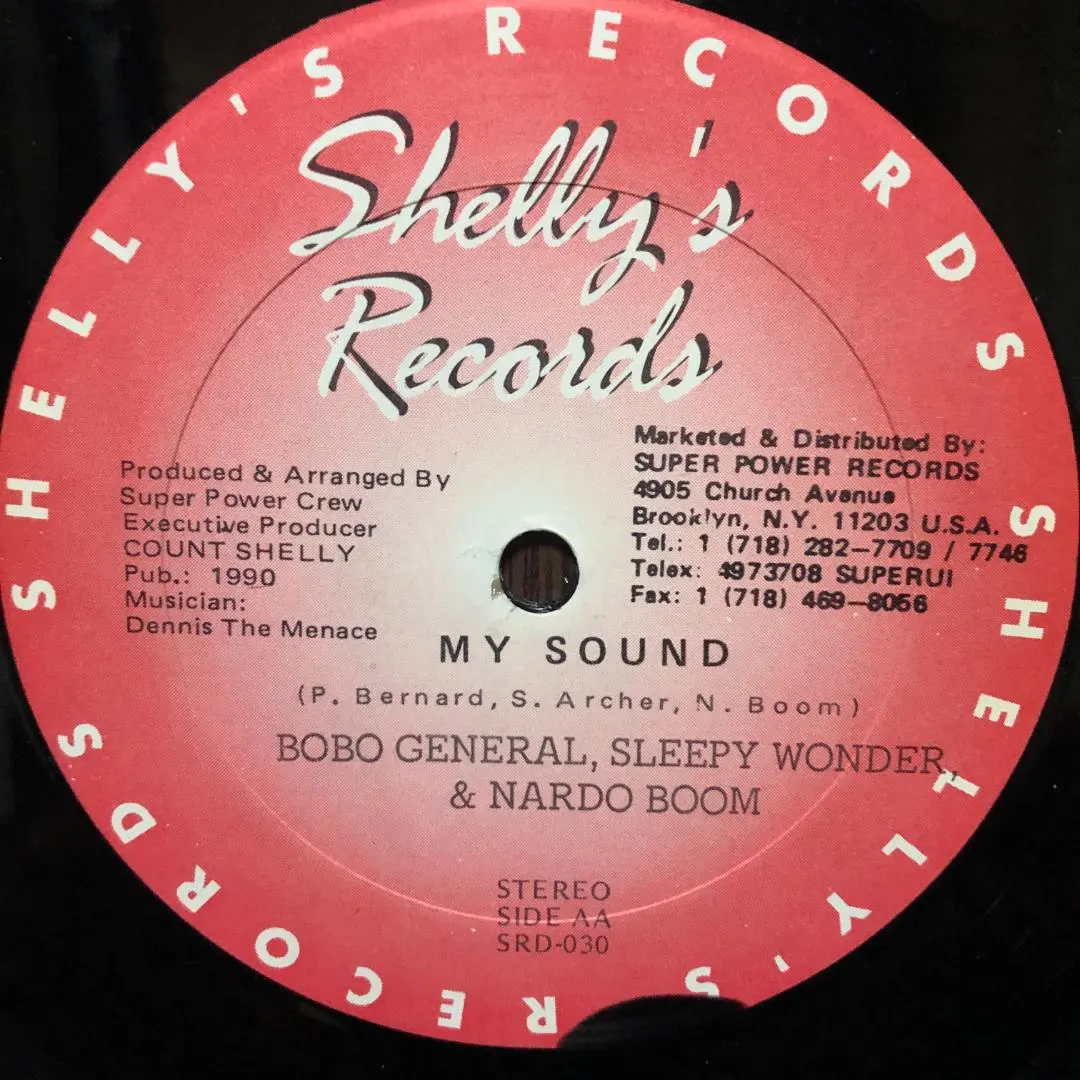 SHELLY'S RECORDS SHELLY'S RECORDS
Shelly's
Records
Produced & Arranged By
Super Power Crew
Executive Producer
COUNT SHELLY
Pub.: 1990
Musician:
Dennis The Menace
Marketed & Distributed By:
SUPER POWER RECORDS
4905 Church Avenue
Brooklyn, N.Y. 11203 U.S.A.
Tel.: 1 (718) 282-7709 / 7746
Telex: 4973708 SUPERUI
Fax: 1 (718) 469-8056
MY SOUND
(P. Bernard, S. Archer, N. Boom)
BOBO GENERAL, SLEEPY WONDER,
& NARDO BOOM
STEREO
SIDE AA
SRD-030